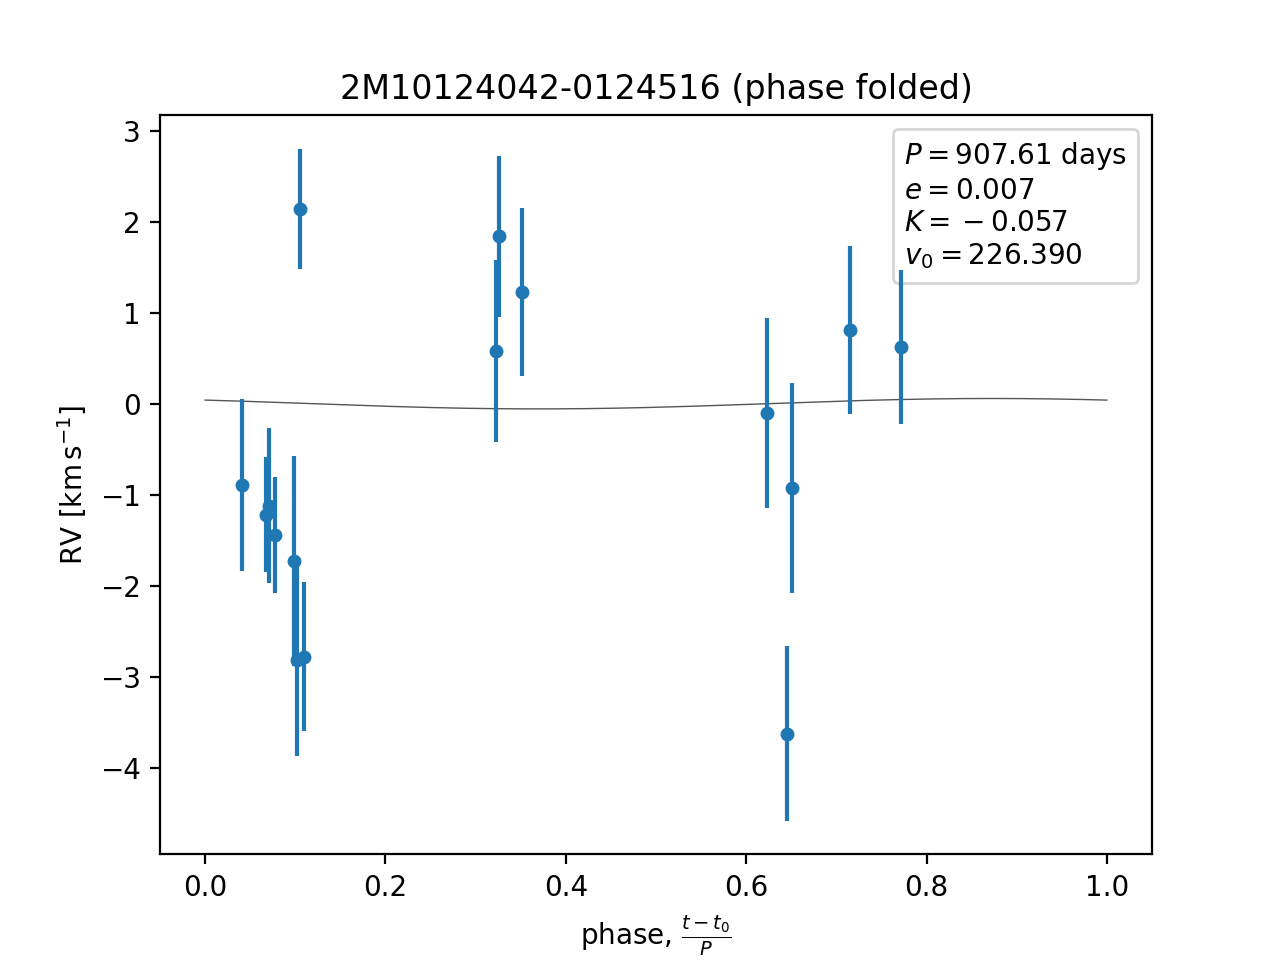 2M10124042-0124516 (phase folded)
P = 907.61 days
e = 0.007
K = −0.057
v₀ = 226.390
3
2
1
0
−1
−2
−3
−4
RV [km s⁻¹]
0.0 0.2 0.4 0.6 0.8 1.0
phase, (t − t₀)/P